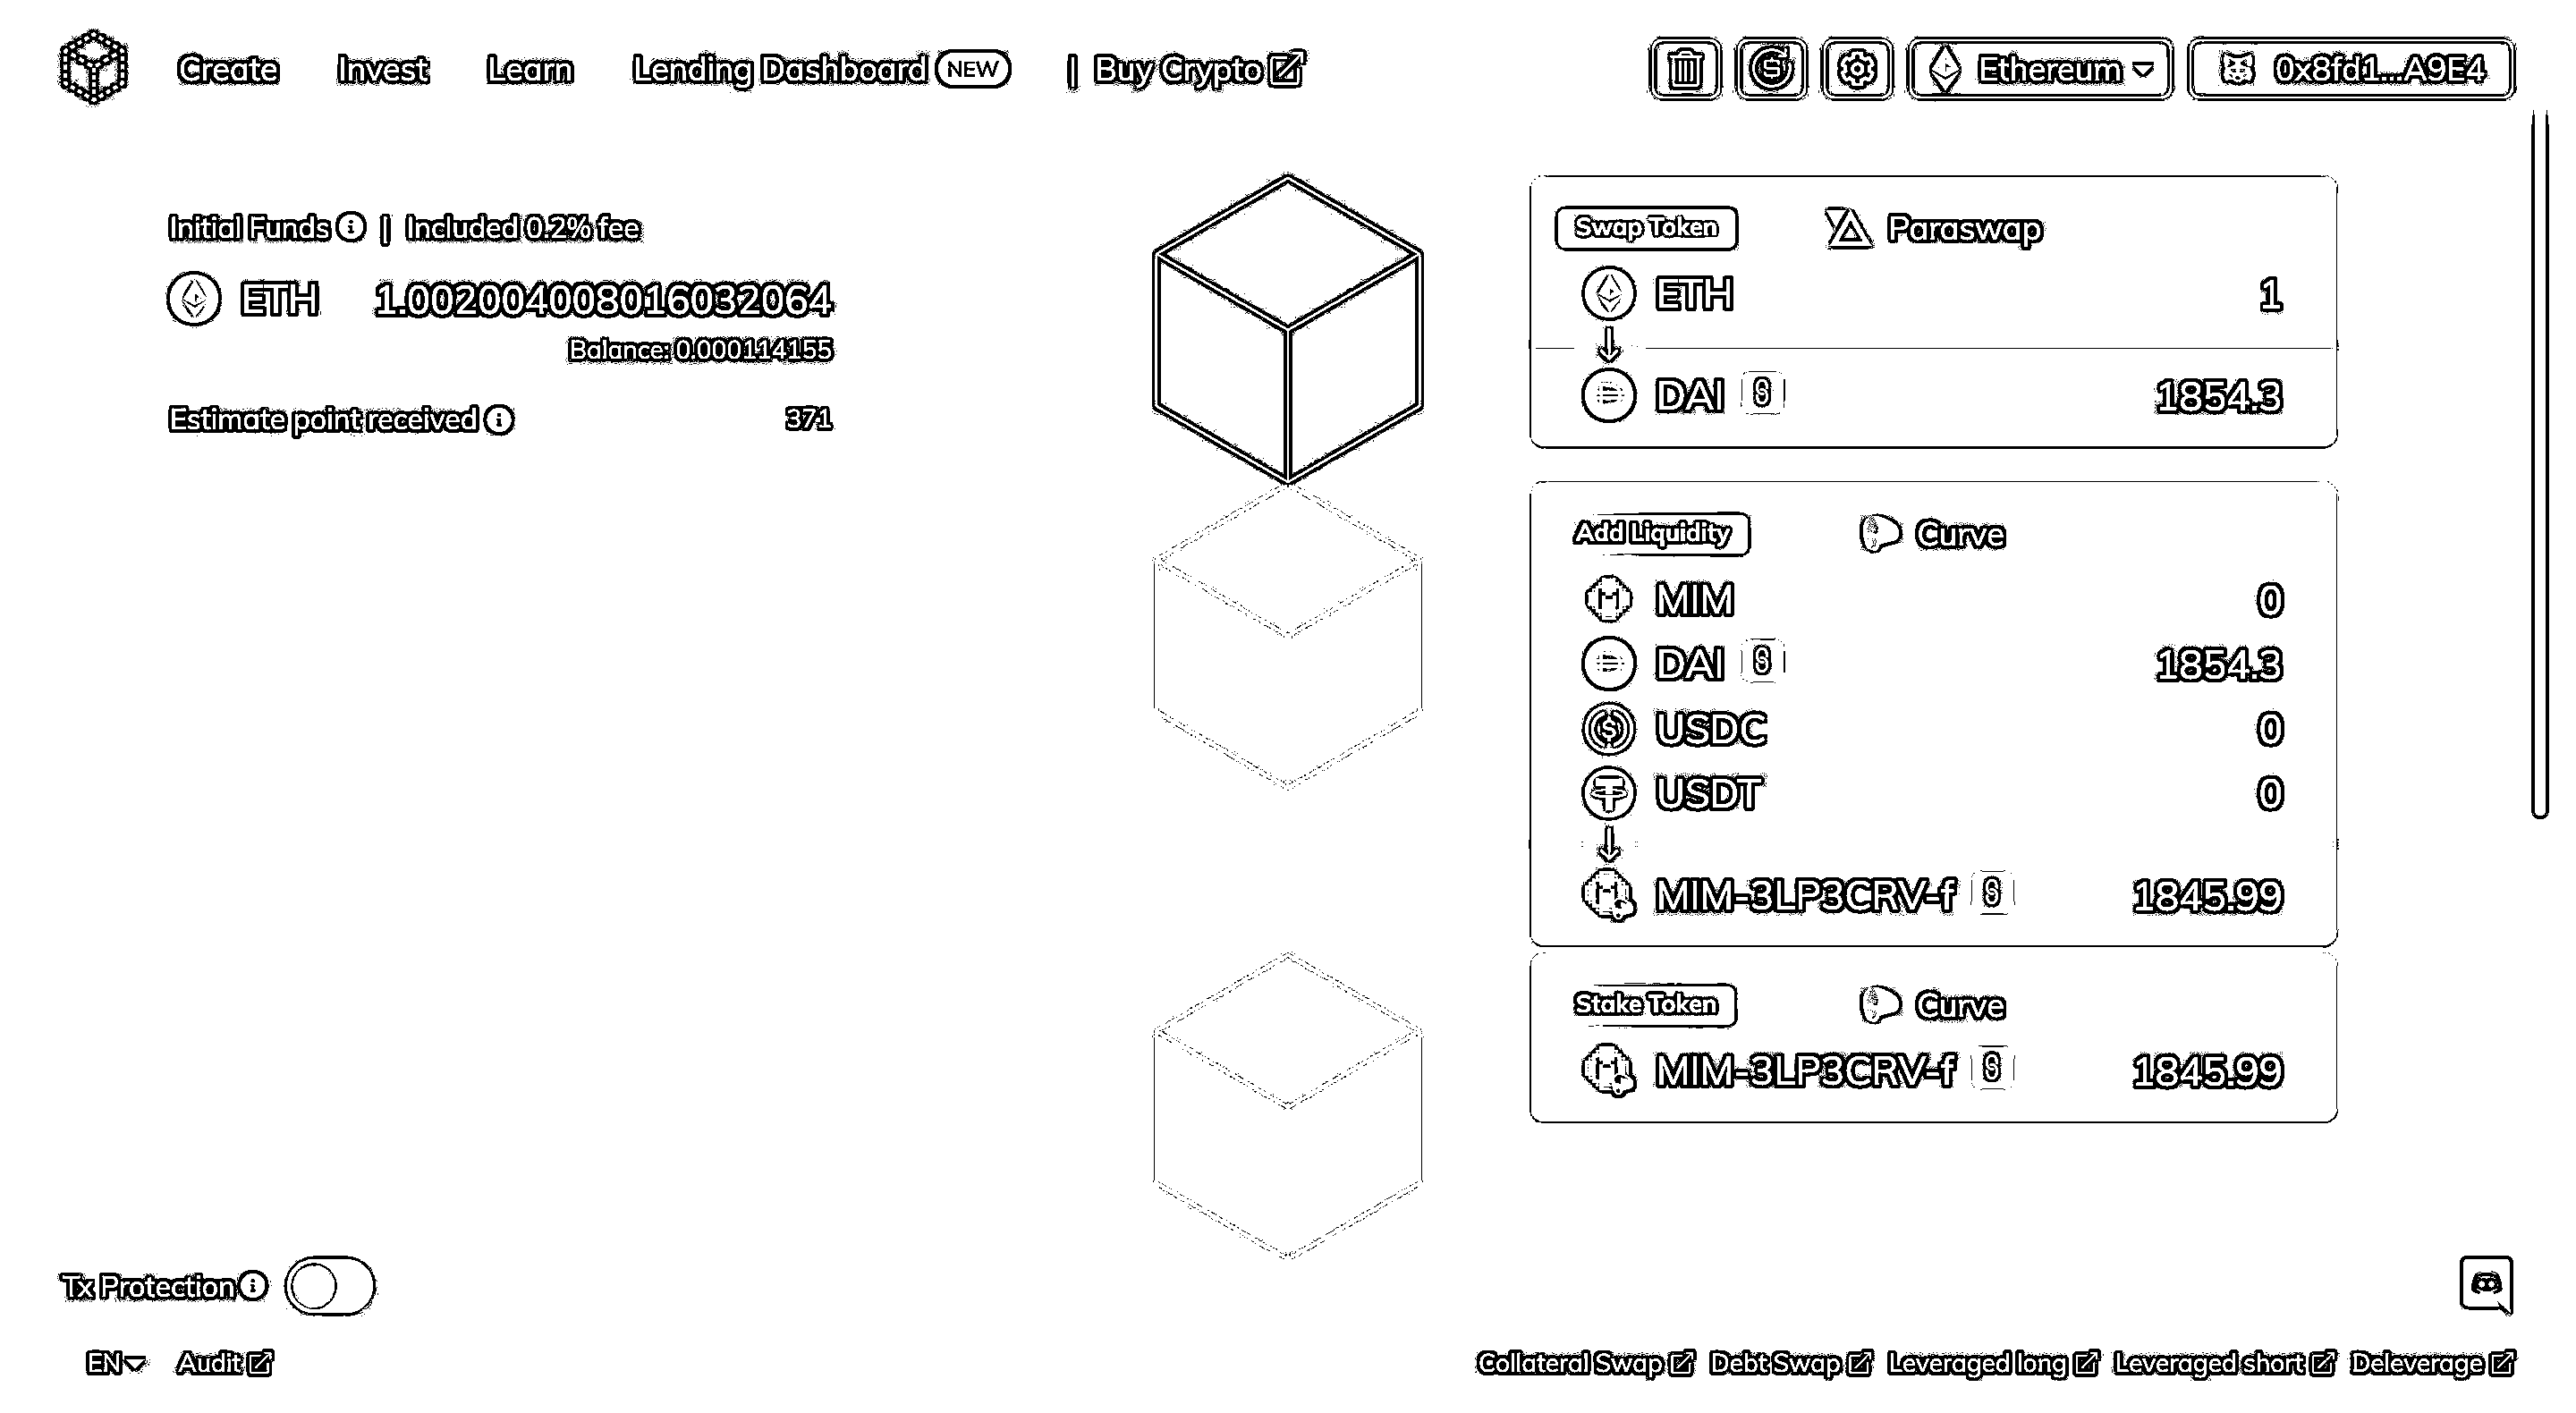 Create Invest Learn Lending Dashboard NEW | Buy Crypto Ethereum 0x8fd1...A9E4
Initial Funds | Included 0.2% fee
ETH 1.002004008016032064
Balance: 0.000114155
Estimate point received 371
Swap Token Paraswap
ETH 1
DAI 1854.3
Add Liquidity Curve
MIM 0
DAI 1854.3
USDC 0
USDT 0
MIM-3LP3CRV-f 1845.99
Stake Token Curve
MIM-3LP3CRV-f 1845.99
Tx Protection
EN Audit Collateral Swap Debt Swap Leveraged long Leveraged short Deleverage